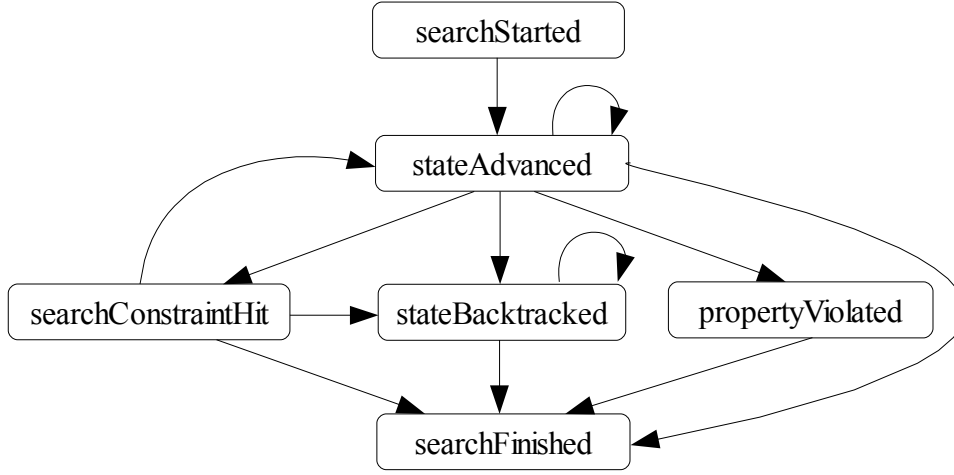 searchStarted
stateAdvanced
searchConstraintHit
stateBacktracked
propertyViolated
searchFinished